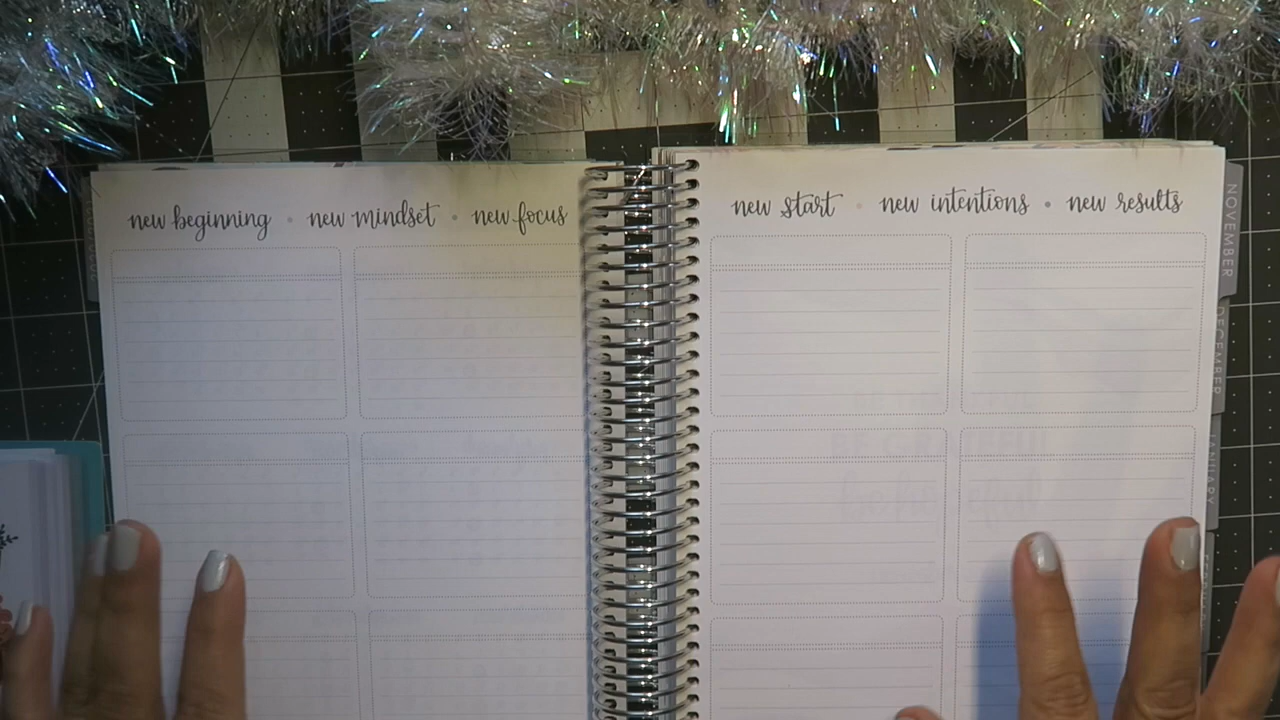 new beginning • new mindset • new focus
new start • new intentions • new results
NOVEMBER
DECEMBER
JANUARY